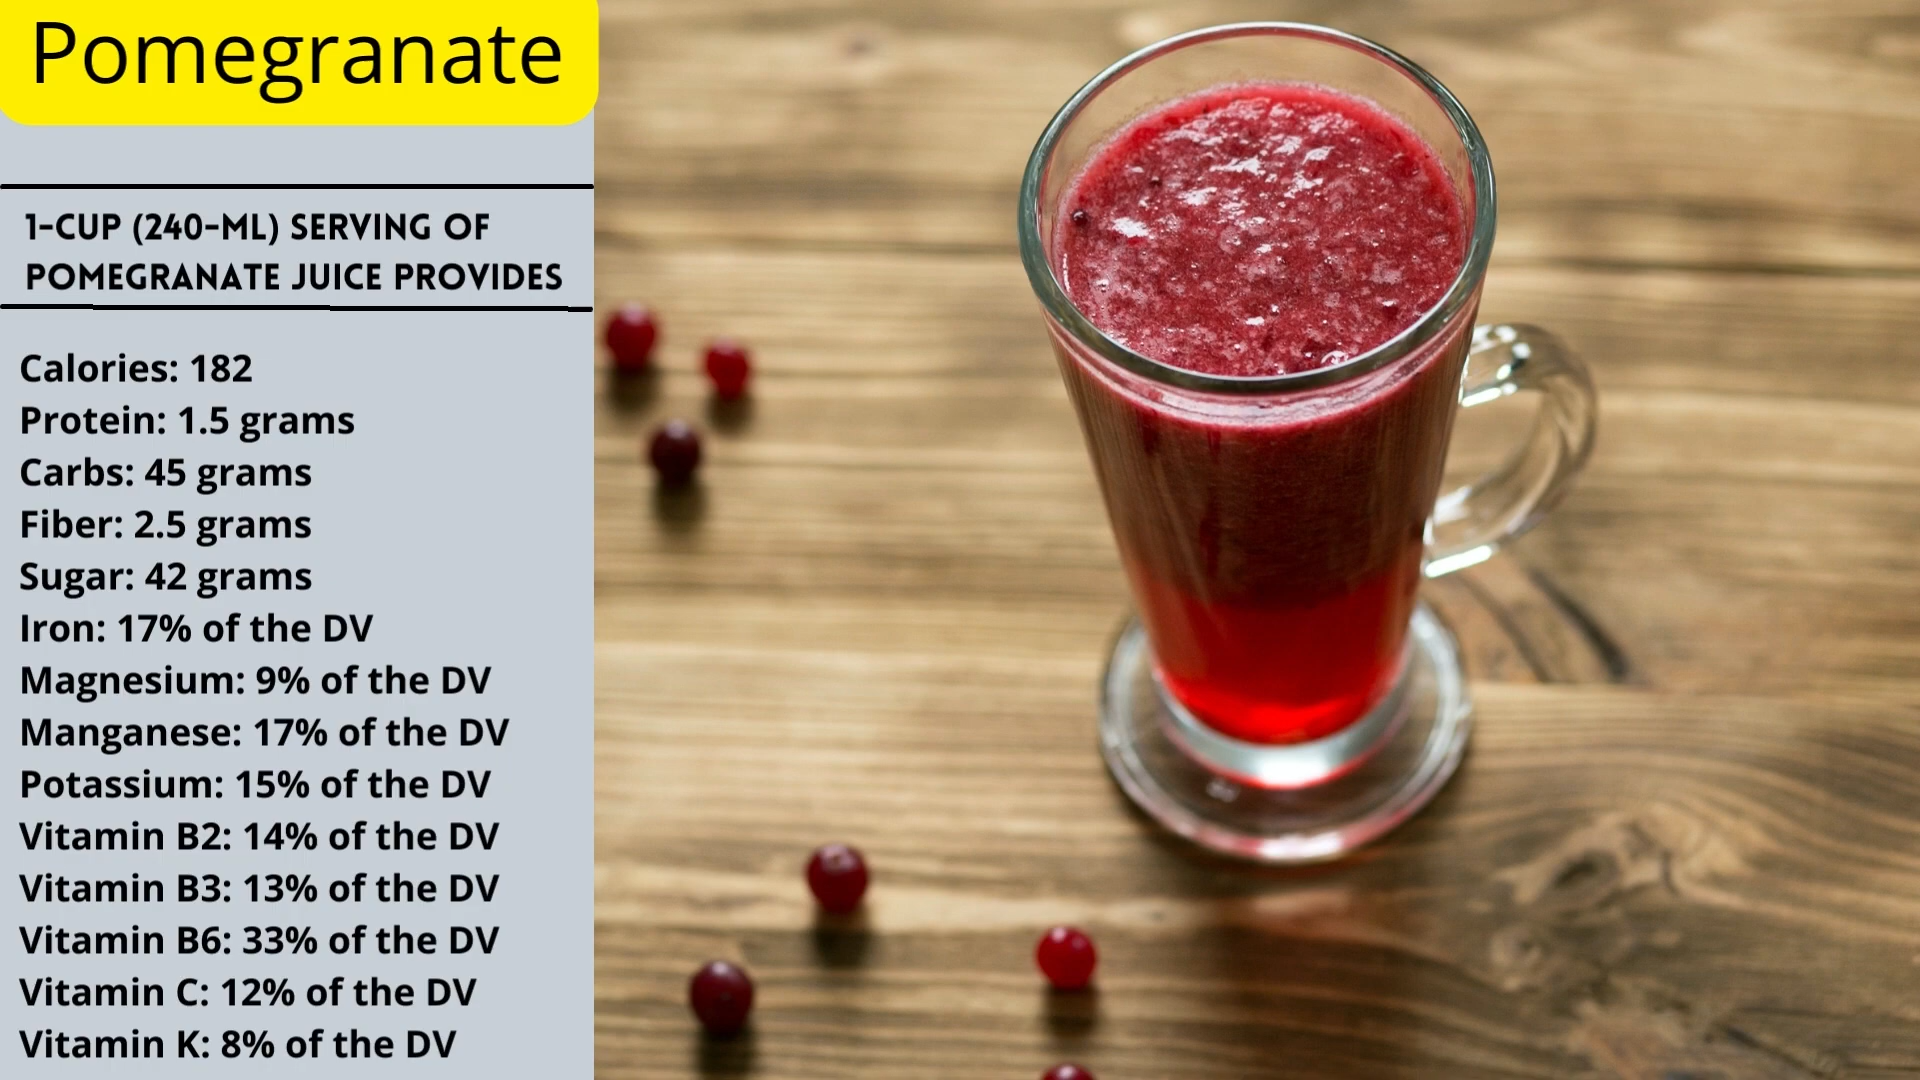 Pomegranate
1-CUP (240-ML) SERVING OF
POMEGRANATE JUICE PROVIDES
Calories: 182
Protein: 1.5 grams
Carbs: 45 grams
Fiber: 2.5 grams
Sugar: 42 grams
Iron: 17% of the DV
Magnesium: 9% of the DV
Manganese: 17% of the DV
Potassium: 15% of the DV
Vitamin B2: 14% of the DV
Vitamin B3: 13% of the DV
Vitamin B6: 33% of the DV
Vitamin C: 12% of the DV
Vitamin K: 8% of the DV